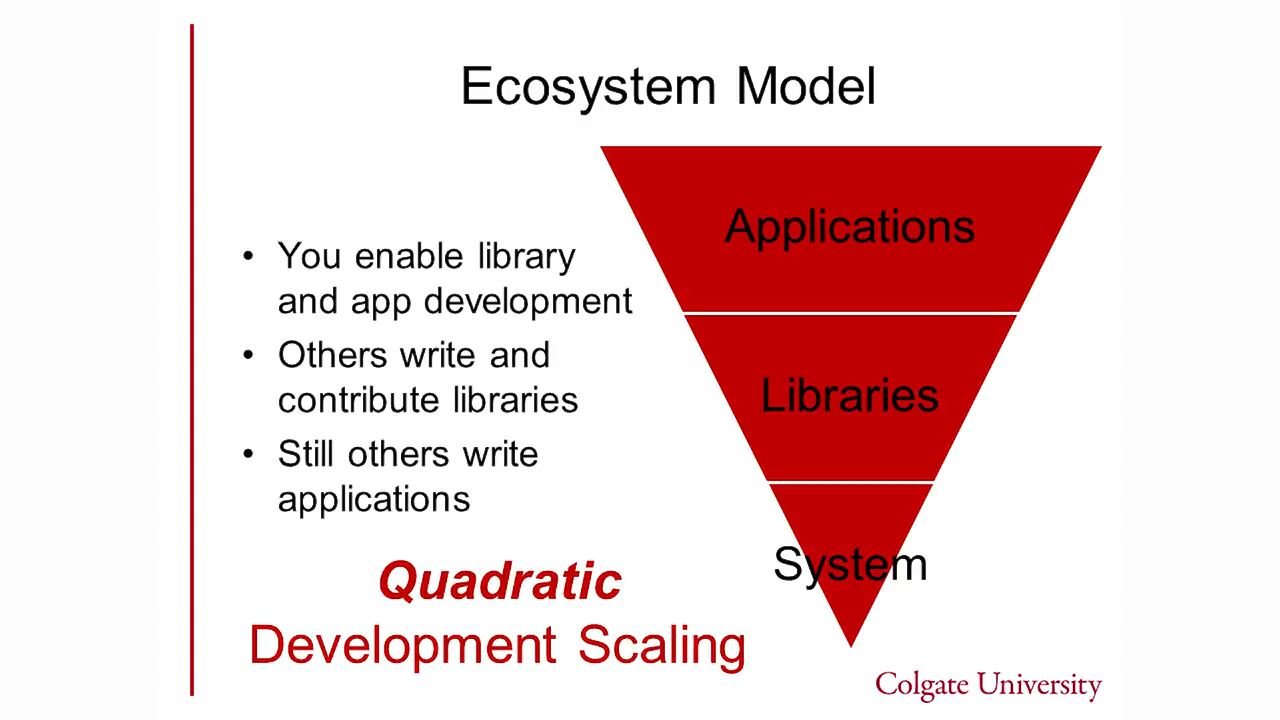 Ecosystem Model
• You enable library
and app development
• Others write and
contribute libraries
• Still others write
applications
Quadratic
Development Scaling
Applications
Libraries
System
Colgate University